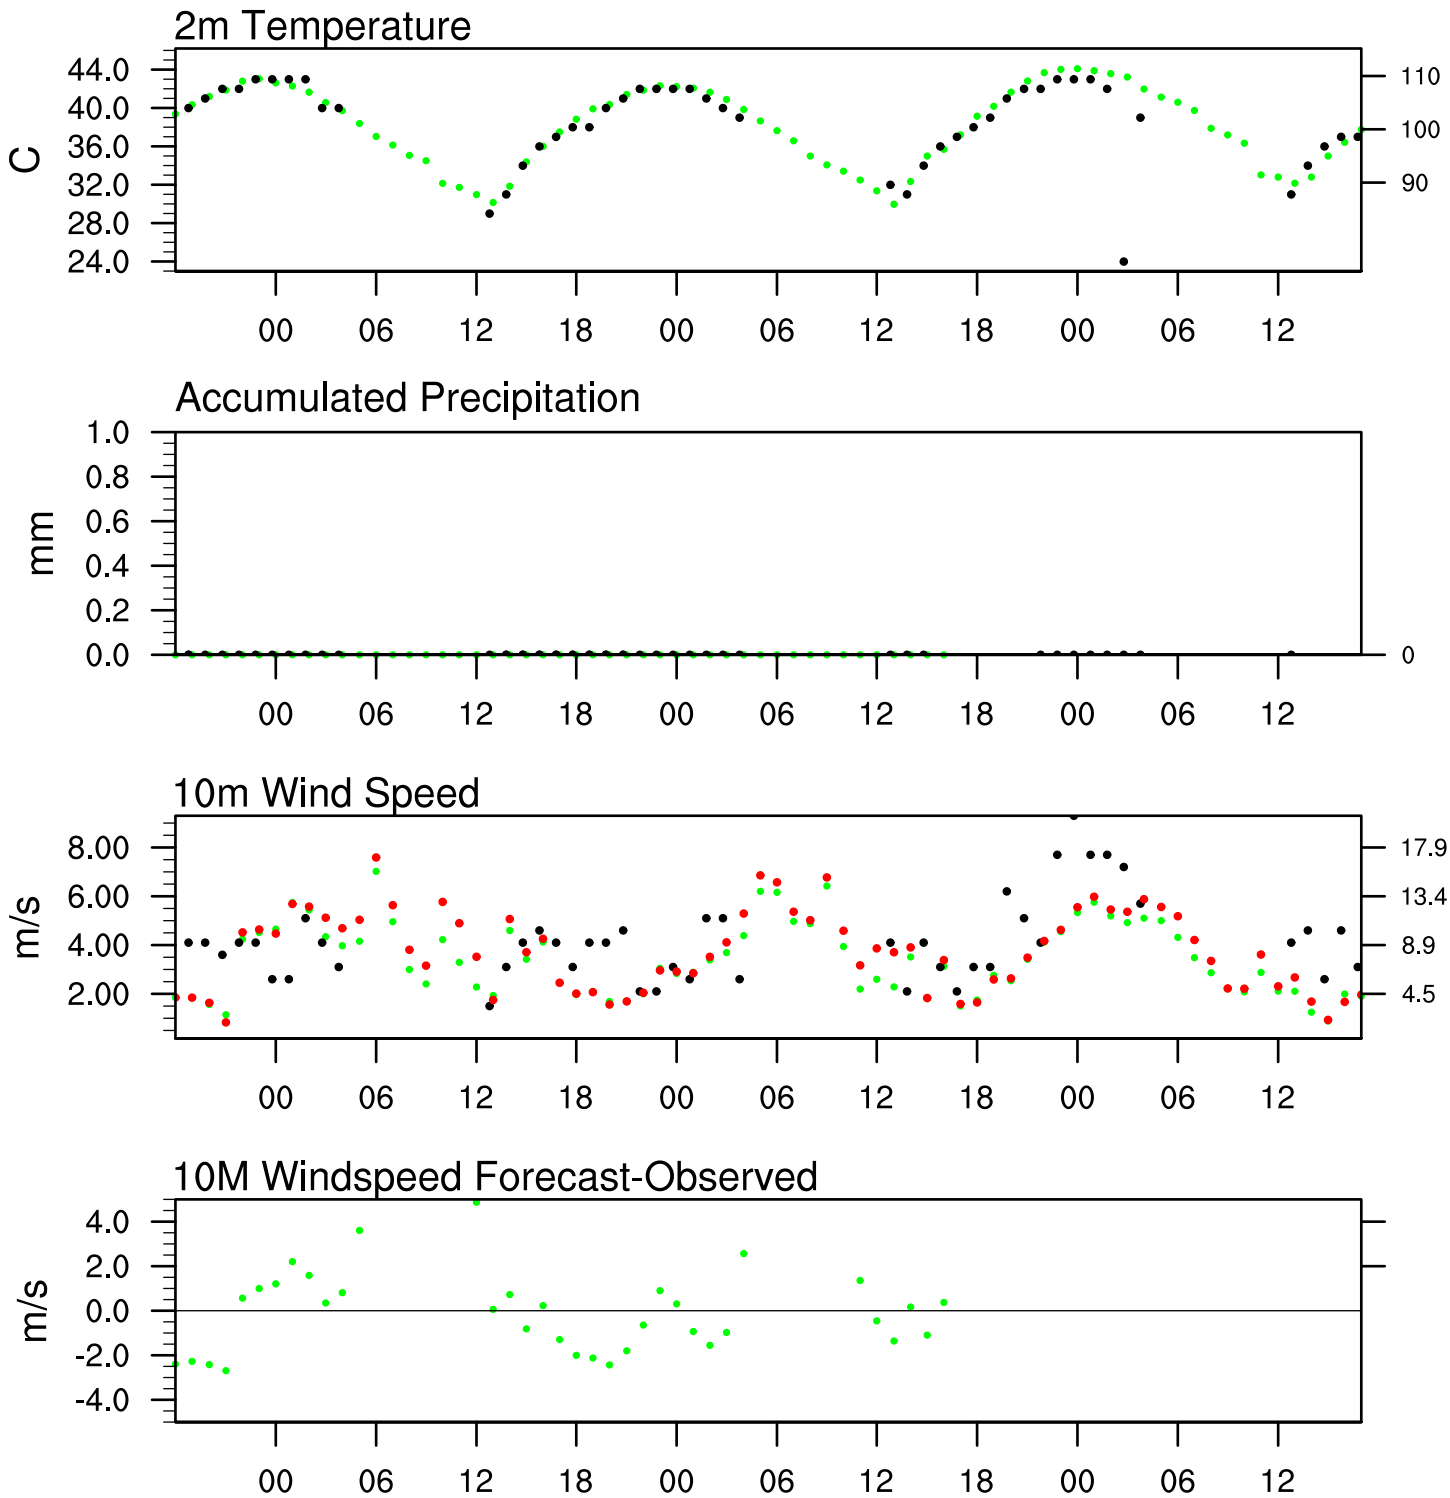 2m Temperature
44.0
40.0
36.0
32.0
28.0
24.0
C
110
100
90
00 06 12 18 00 06 12 18 00 06 12
Accumulated Precipitation
1.0
0.8
0.6
0.4
0.2
0.0
mm
0
00 06 12 18 00 06 12 18 00 06 12
10m Wind Speed
8.00
6.00
4.00
2.00
m/s
17.9
13.4
8.9
4.5
00 06 12 18 00 06 12 18 00 06 12
10M Windspeed Forecast-Observed
4.0
2.0
0.0
-2.0
-4.0
m/s
00 06 12 18 00 06 12 18 00 06 12